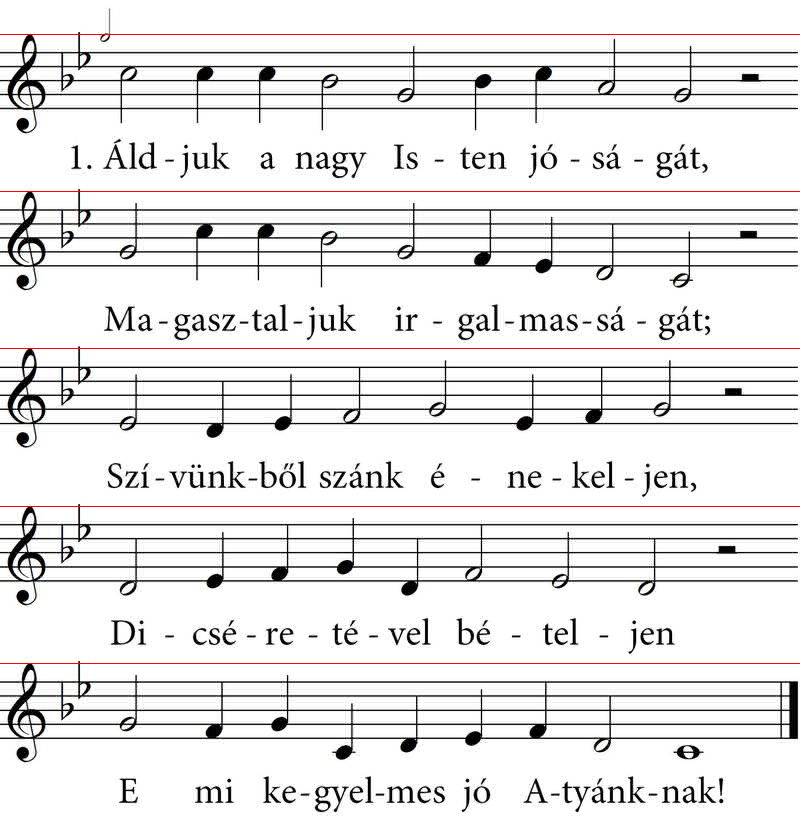 1. Áld - juk a nagy Is - ten jó - sá - gát,
Ma - gasz - tal - juk ir - gal - mas - sá - gát;
Szí - vünk - ből szánk é - ne - kel - jen,
Di - csé - re - té - vel bé - tel - jen
E mi ke - gyel - mes jó A - tyánk - nak!